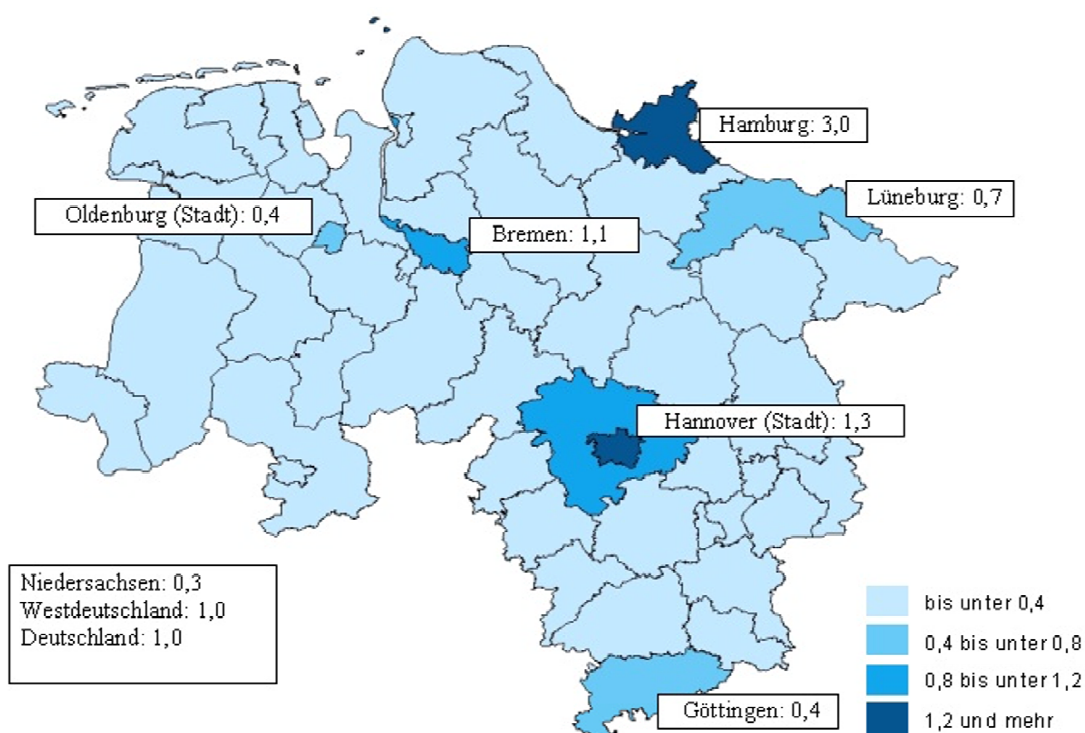 Hamburg: 3,0
Lüneburg: 0,7
Oldenburg (Stadt): 0,4
Bremen: 1,1
Hannover (Stadt): 1,3
Niedersachsen: 0,3
Westdeutschland: 1,0
Deutschland: 1,0
bis unter 0,4
0,4 bis unter 0,8
0,8 bis unter 1,2
1,2 und mehr
Göttingen: 0,4